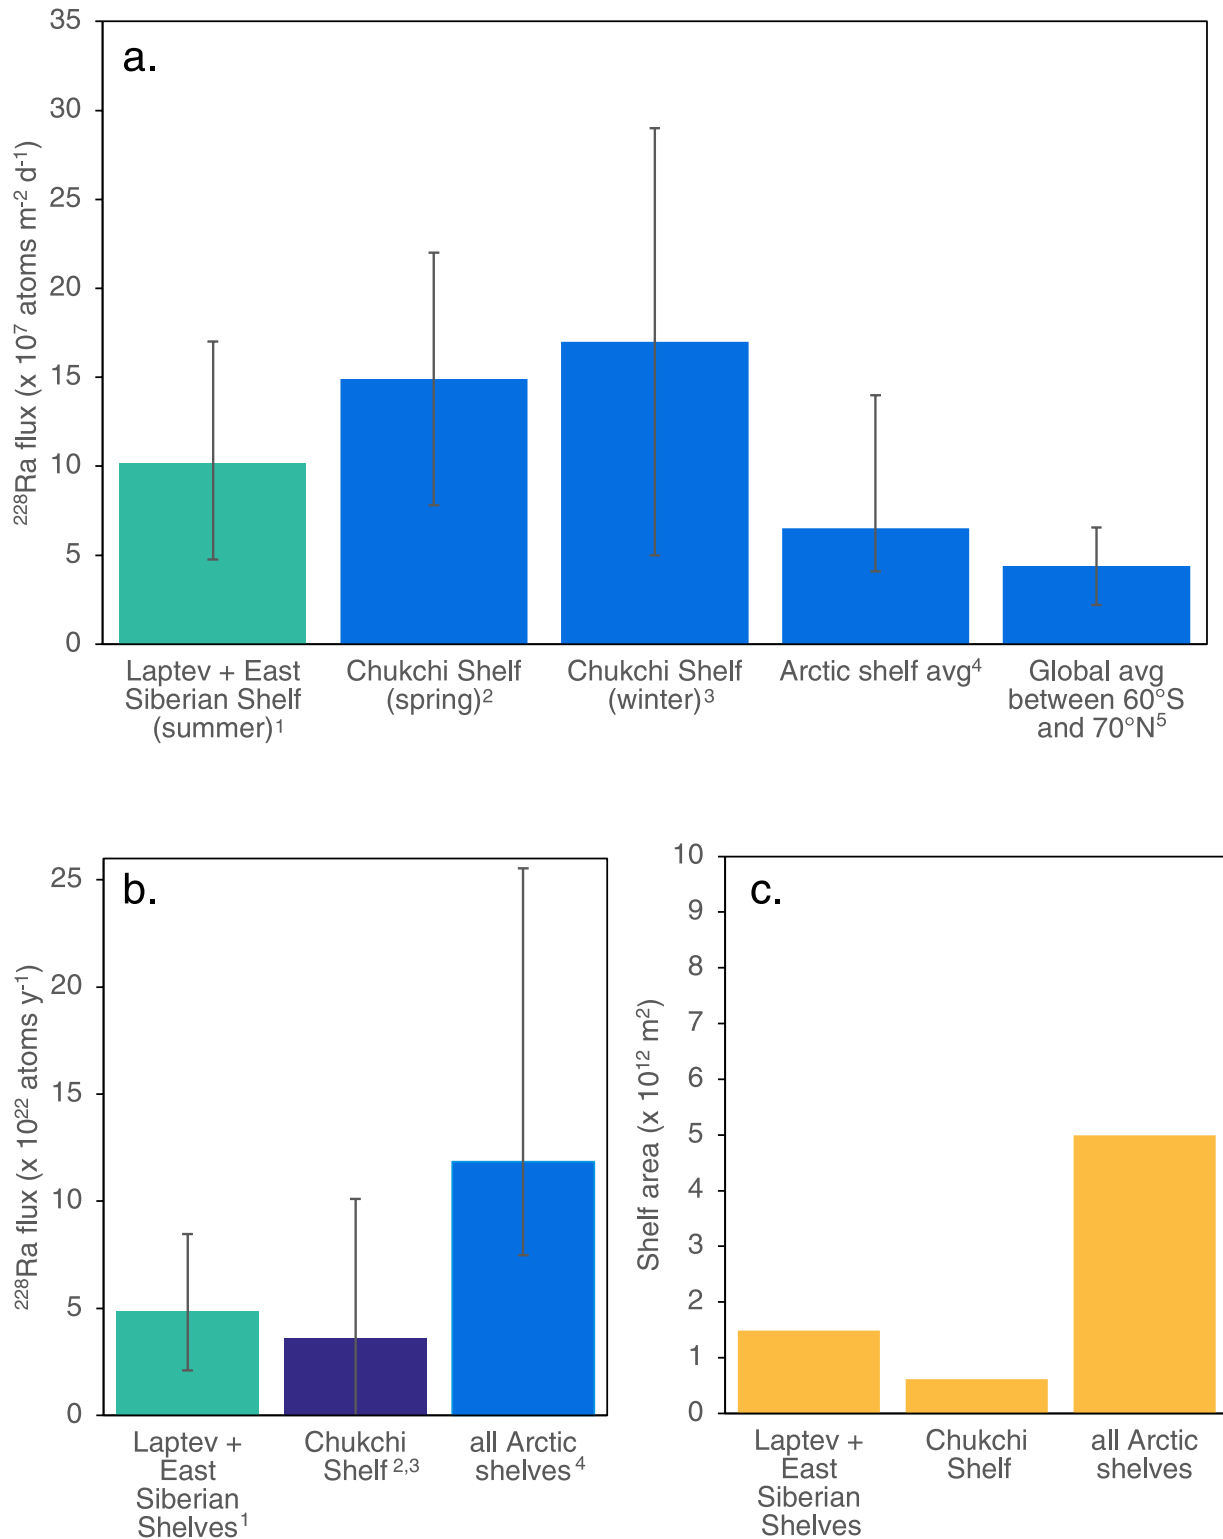 a.
35
30
25
20
15
10
5
0
²²⁸Ra flux (x 10⁷ atoms m⁻² d⁻¹)
Laptev + East
Siberian Shelf
(summer)¹
Chukchi Shelf
(spring)²
Chukchi Shelf
(winter)³
Arctic shelf avg⁴
Global avg
between 60°S
and 70°N⁵
b.
25
20
15
10
5
0
²²⁸Ra flux (x 10²² atoms y⁻¹)
Laptev +
East
Siberian
Shelves¹
Chukchi
Shelf ²,³
all Arctic
shelves ⁴
c.
10
9
8
7
6
5
4
3
2
1
0
Shelf area (x 10¹² m²)
Laptev +
East
Siberian
Shelves
Chukchi
Shelf
all Arctic
shelves